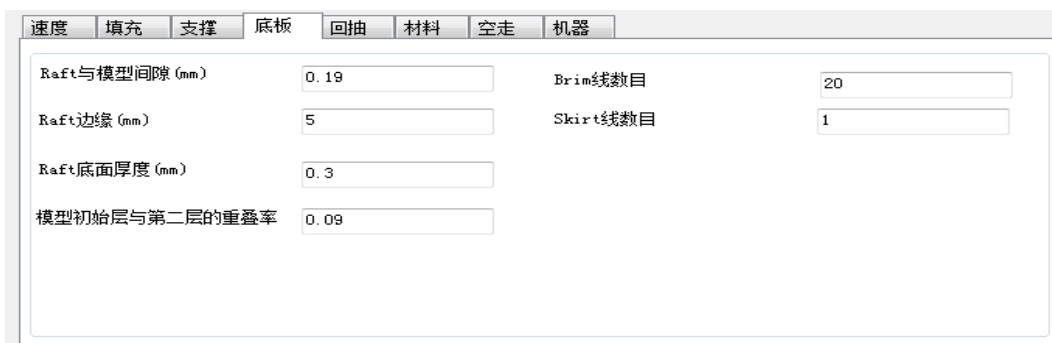 速度 填充 支撑 底板 回抽 材料 空走 机器
Raft与模型间隙(mm) 0.19 Brim线数目 20
Raft边缘(mm) 5 Skirt线数目 1
Raft底面厚度(mm) 0.3
模型初始层与第二层的重叠率 0.09